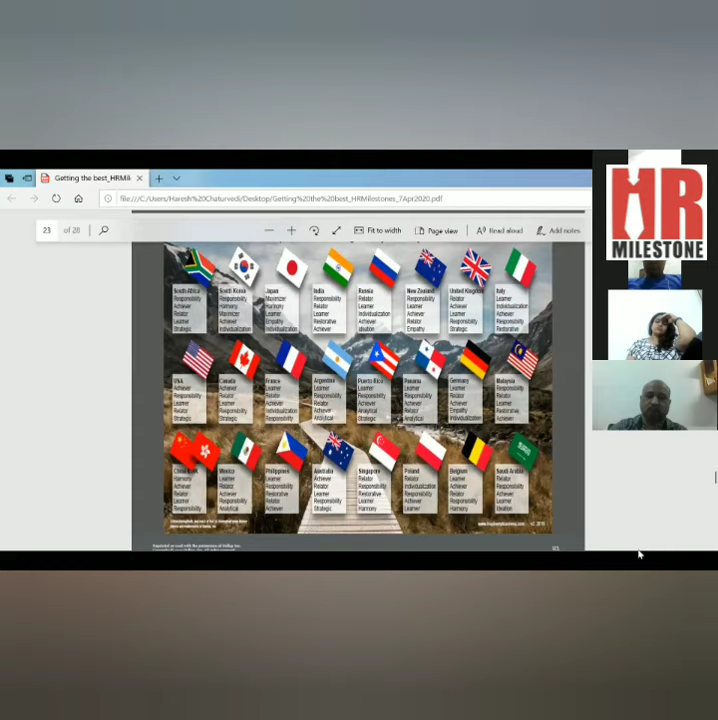 Getting the best_HRMil
file:///C:/Users/Haresh%20Chaturvedi/Desktop/Getting%20the%20best_HRMilestones_7Apr2020.pdf
23 of 28
Fit to width
Page view
Read aloud
Add notes
HR
MILESTONE
South Africa
Responsibility
Achiever
Relator
Learner
Strategic
South Korea
Responsibility
Harmony
Maximizer
Achiever
Individualization
Japan
Maximizer
Harmony
Learner
Empathy
Individualization
India
Responsibility
Relator
Learner
Restorative
Achiever
Russia
Relator
Learner
Individualization
Achiever
Ideation
New Zealand
Responsibility
Learner
Achiever
Relator
Empathy
United Kingdom
Relator
Learner
Responsibility
Achiever
Strategic
Italy
Learner
Individualization
Achiever
Responsibility
Restorative
USA
Achiever
Responsibility
Learner
Relator
Strategic
Canada
Achiever
Relator
Learner
Responsibility
Strategic
France
Learner
Achiever
Individualization
Relator
Responsibility
Argentina
Responsibility
Learner
Relator
Achiever
Analytical
Puerto Rico
Learner
Responsibility
Achiever
Analytical
Strategic
Panama
Learner
Responsibility
Achiever
Relator
Analytical
Germany
Learner
Relator
Achiever
Empathy
Individualization
Malaysia
Responsibility
Learner
Restorative
Relator
Achiever
Harmony
Achiever
Relator
Learner
Responsibility
Mexico
Learner
Achiever
Relator
Responsibility
Analytical
Philippines
Learner
Responsibility
Restorative
Relator
Achiever
Australia
Achiever
Relator
Learner
Responsibility
Strategic
Singapore
Relator
Responsibility
Restorative
Learner
Harmony
Poland
Relator
Individualization
Responsibility
Achiever
Learner
Belgium
Relator
Learner
Achiever
Responsibility
Harmony
Saudi Arabia
Responsibility
Relator
Achiever
Learner
Ideation